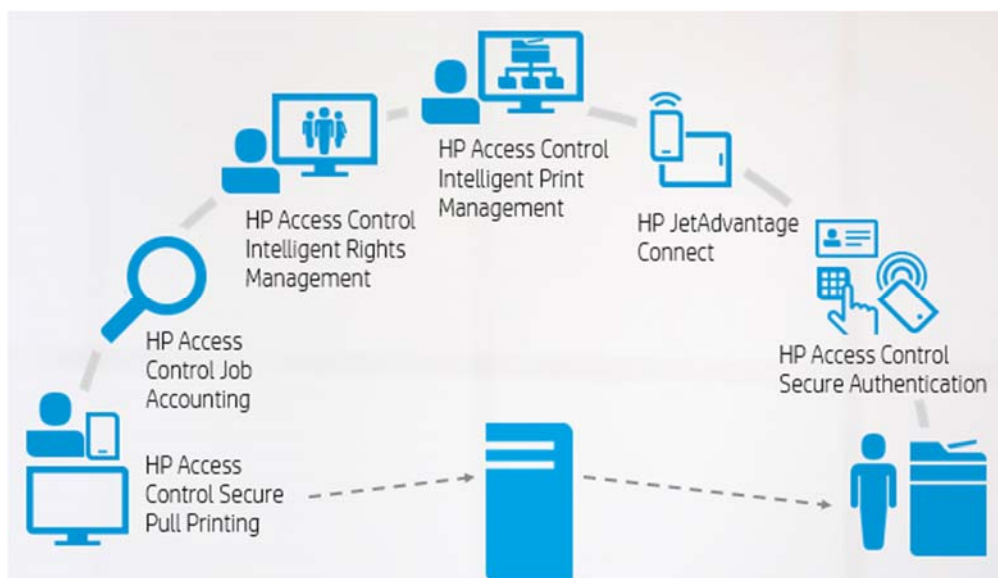 HP Access
Control Secure
Pull Printing
HP Access
Control Job
Accounting
HP Access Control
Intelligent Rights
Management
HP Access Control
Intelligent Print
Management
HP JetAdvantage
Connect
HP Access Control
Secure Authentication